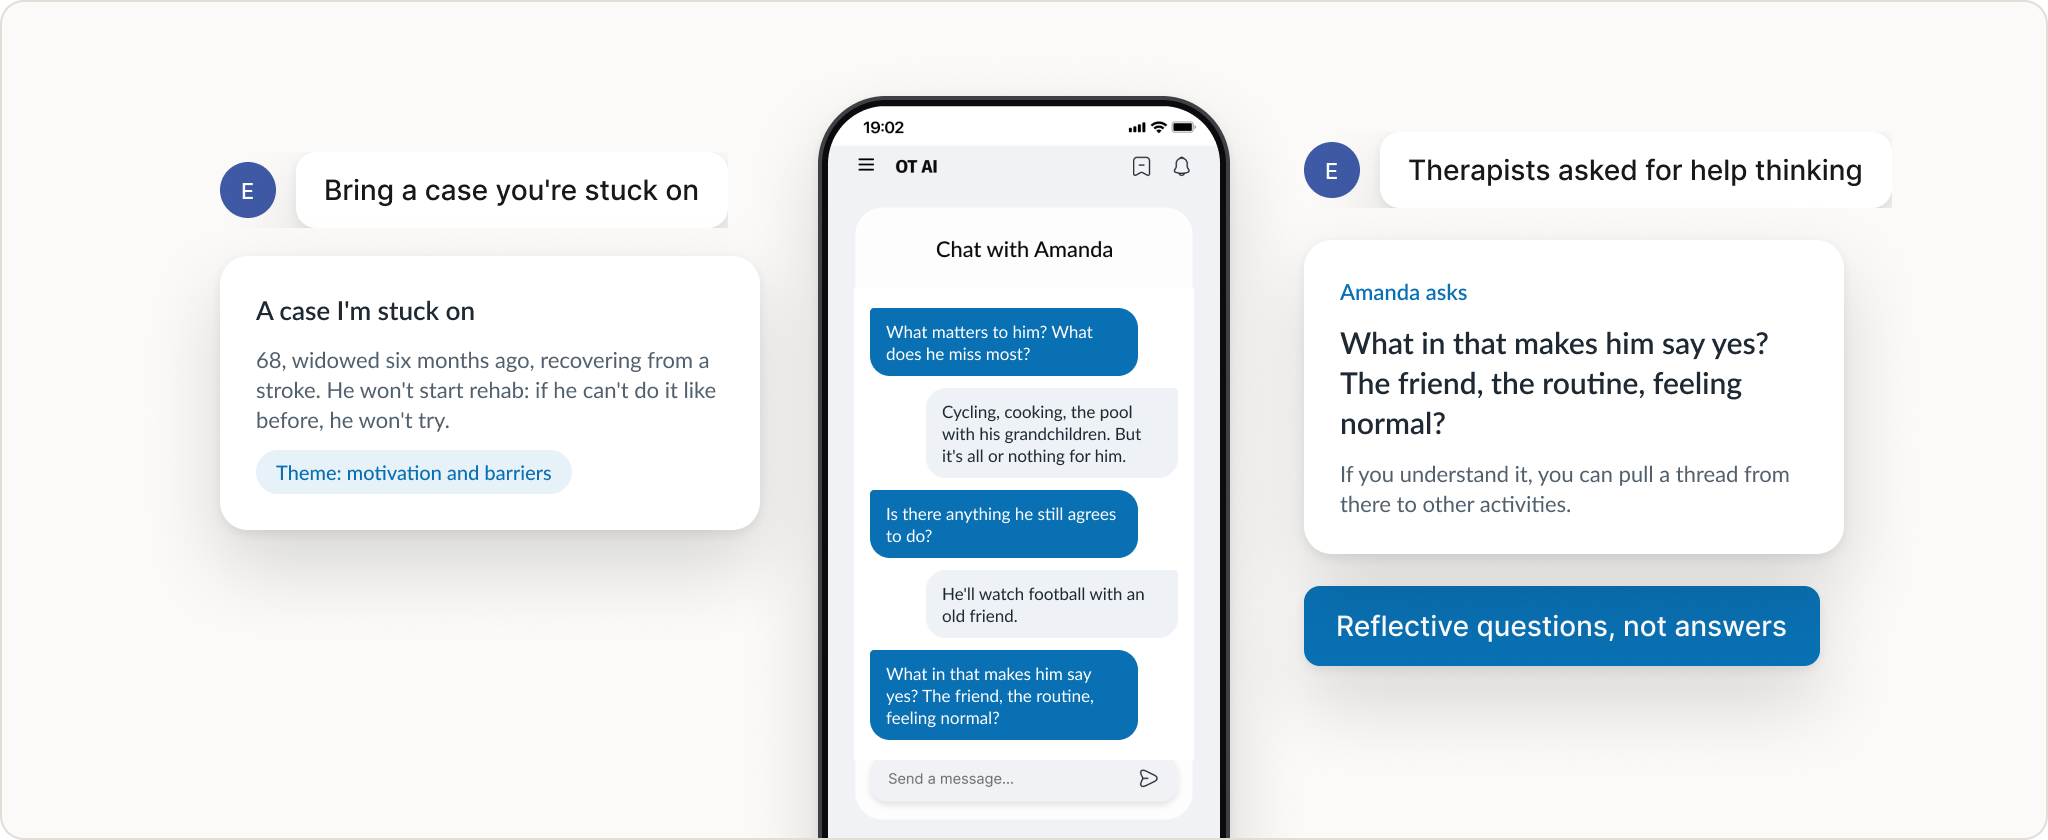 E
Bring a case you're stuck on
A case I'm stuck on
68, widowed six months ago, recovering from a
stroke. He won't start rehab: if he can't do it like
before, he won't try.
Theme: motivation and barriers
19:02
OT AI
Chat with Amanda
What matters to him? What
does he miss most?
Cycling, cooking, the pool
with his grandchildren. But
it's all or nothing for him.
Is there anything he still agrees
to do?
He'll watch football with an
old friend.
What in that makes him say
yes? The friend, the routine,
feeling normal?
Send a message...
E
Therapists asked for help thinking
Amanda asks
What in that makes him say yes?
The friend, the routine, feeling
normal?
If you understand it, you can pull a thread from
there to other activities.
Reflective questions, not answers